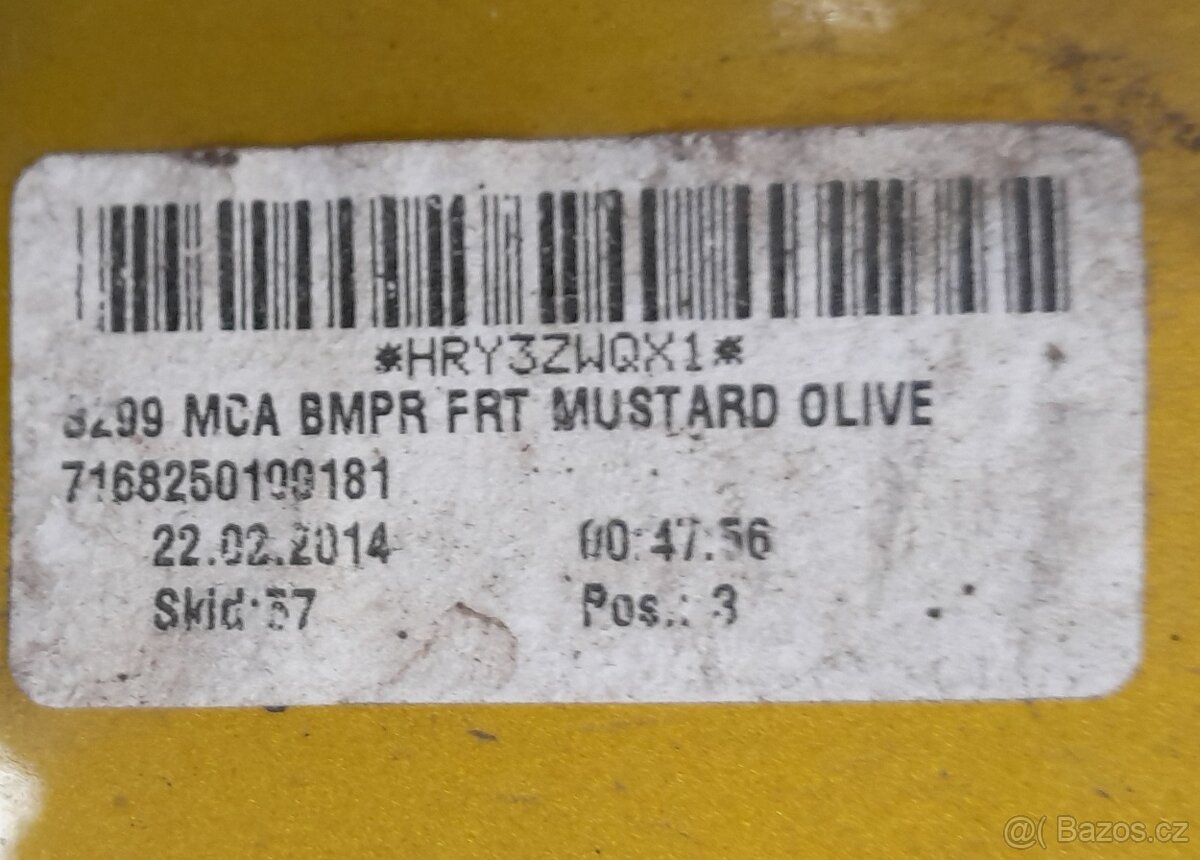 *HRY3ZWQX1*
MCA BMPR FRT MUSTARD OLIVE
7168250100181
22.02.2014 00:47:56
Skid:57 Pos.: 3
@( Bazos.cz